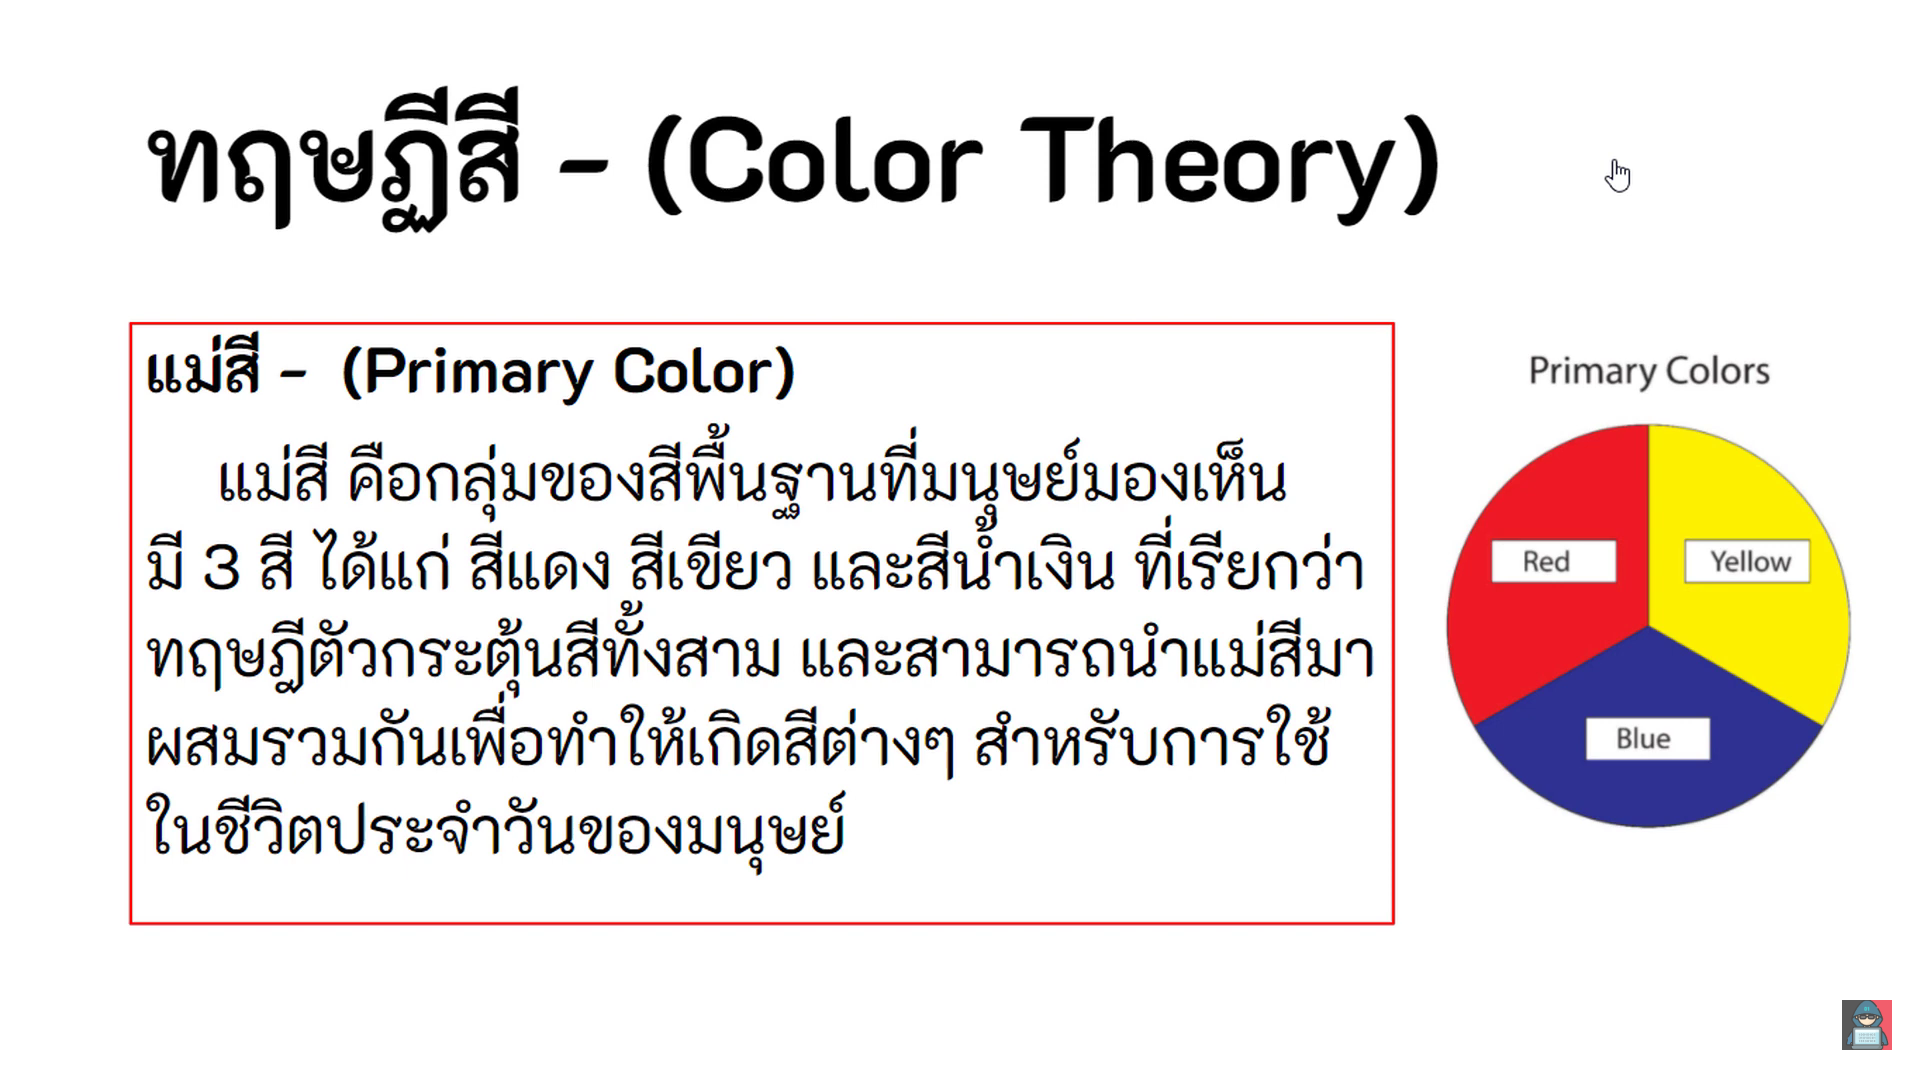 ทฤษฏีสี - (Color Theory)
แม่สี - (Primary Color)
แม่สี คือกลุ่มของสีพื้นฐานที่มนุษย์มองเห็น
มี 3 สี ได้แก่ สีแดง สีเขียว และสีน้ำเงิน ที่เรียกว่า
ทฤษฎีตัวกระตุ้นสีทั้งสาม และสามารถนำแม่สีมา
ผสมรวมกันเพื่อทำให้เกิดสีต่างๆ สำหรับการใช้
ในชีวิตประจำวันของมนุษย์
Primary Colors
Red
Yellow
Blue